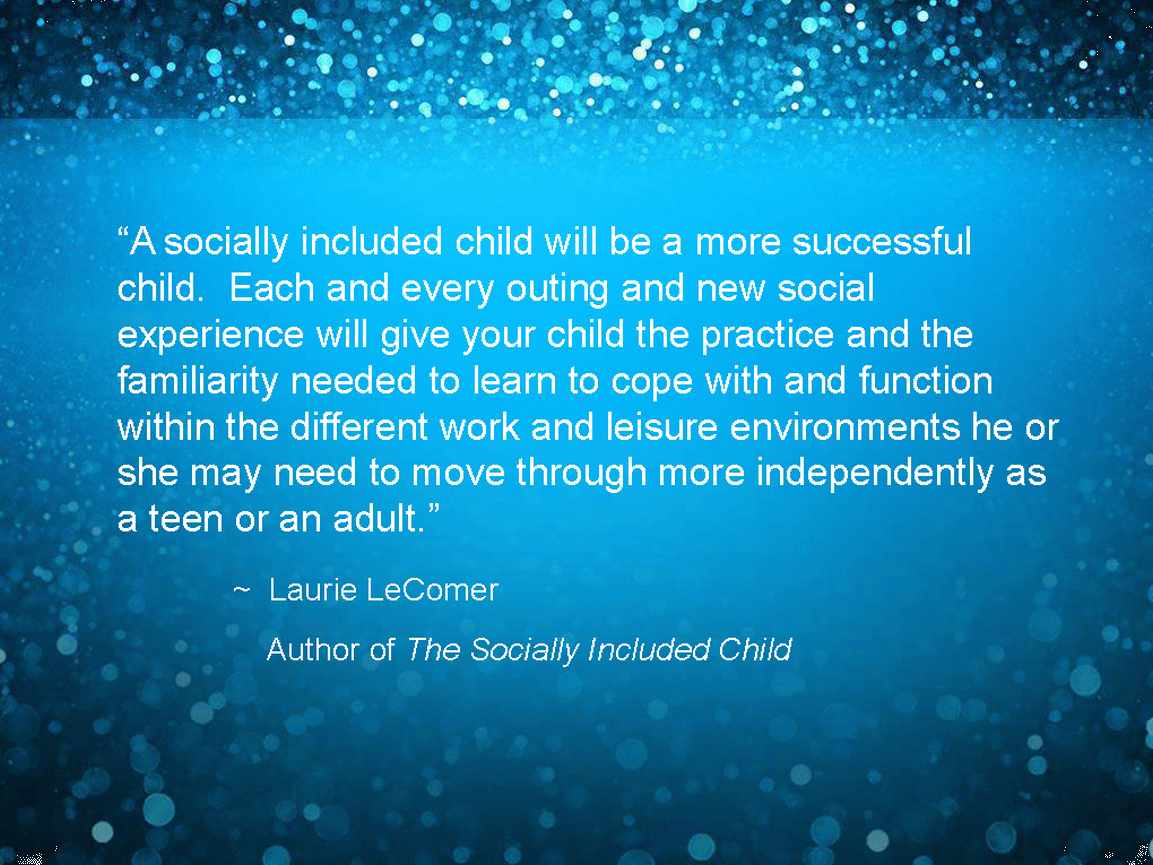 “A socially included child will be a more successful
child.  Each and every outing and new social
experience will give your child the practice and the
familiarity needed to learn to cope with and function
within the different work and leisure environments he or
she may need to move through more independently as
a teen or an adult.”
~ Laurie LeComer
Author of The Socially Included Child